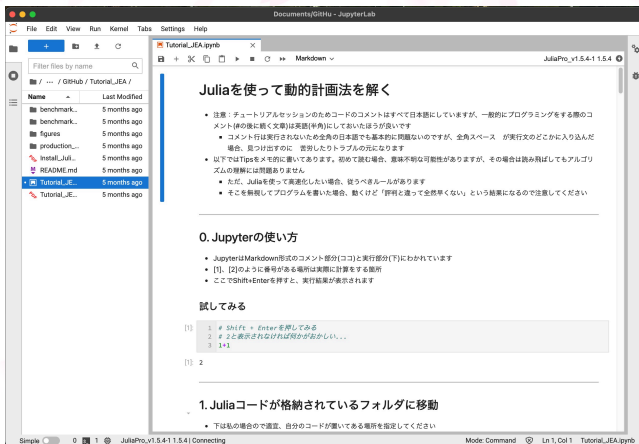 Documents/GitHu - JupyterLab
File Edit View Run Kernel Tabs Settings Help
Tutorial_JEA.ipynb
Markdown
JuliaPro_v1.5.4-1 1.5.4
Filter files by name
/ ··· / GitHub / Tutorial_JEA /
Name Last Modified
benchmark... 5 months ago
benchmark... 5 months ago
figures 5 months ago
production_... 5 months ago
Install_Juli... 5 months ago
README.md 5 months ago
Tutorial_JE... 5 months ago
Tutorial_JE... 5 months ago
Juliaを使って動的計画法を解く
注意：チュートリアルセッションのためコードのコメントはすべて日本語にしていますが、一般的にプログラミングをする際のコ
メント(#の後に続く文章)は英語(半角)にしておいたほうが良いです
コメント行は実行されないため全角の日本語でも基本的に問題ないのですが、全角スペース　が実行文のどこかに入り込んだ
場合、見つけ出すのに　苦労したりトラブルの元になります
以下ではTipsをメモ的に書いてあります。初めて読む場合、意味不明な可能性がありますが、その場合は読み飛ばしてもアルゴリ
ズムの理解には問題ありません
ただ、Juliaを使って高速化したい場合、従うべきルールがあります
そこを無視してプログラムを書いた場合、動くけど「評判と違って全然早くない」という結果になるので注意してください
0. Jupyterの使い方
JupyterはMarkdown形式のコメント部分(ココ)と実行部分(下)にわかれています
[1]、[2]のように番号がある場所は実際に計算をする箇所
ここでShift+Enterを押すと、実行結果が表示されます
試してみる
[1]: 1 # Shift + Enterを押してみる
2 # 2と表示されなければ何かがおかしい...
3 1+1
[1]: 2
1. Juliaコードが格納されているフォルダに移動
下は私の場合ので適宜、自分のコードが置いてある場所を指定してください
Simple 0 1 JuliaPro_v1.5.4-1 1.5.4 | Connecting Mode: Command Ln 1, Col 1 Tutorial_JEA.ipynb